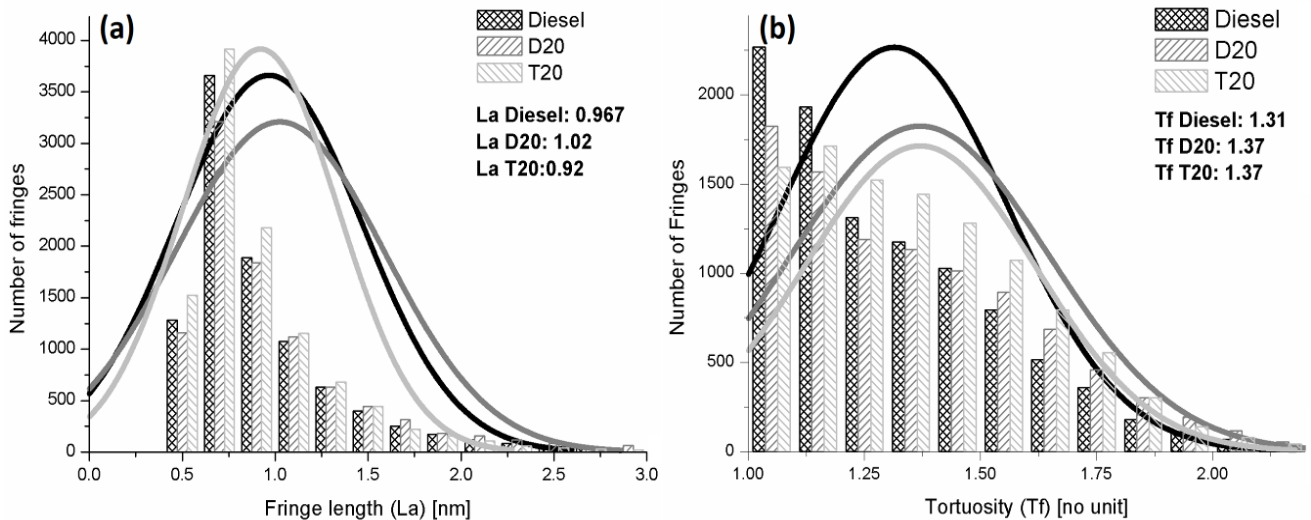 (a)
Diesel
D20
T20
La Diesel: 0.967
La D20: 1.02
La T20:0.92
Number of fringes
4000
3500
3000
2500
2000
1500
1000
500
0
0.0 0.5 1.0 1.5 2.0 2.5 3.0
Fringe length (La) [nm]
(b)
Diesel
D20
T20
Tf Diesel: 1.31
Tf D20: 1.37
Tf T20: 1.37
Number of Fringes
2000
1500
1000
500
0
1.00 1.25 1.50 1.75 2.00
Tortuosity (Tf) [no unit]